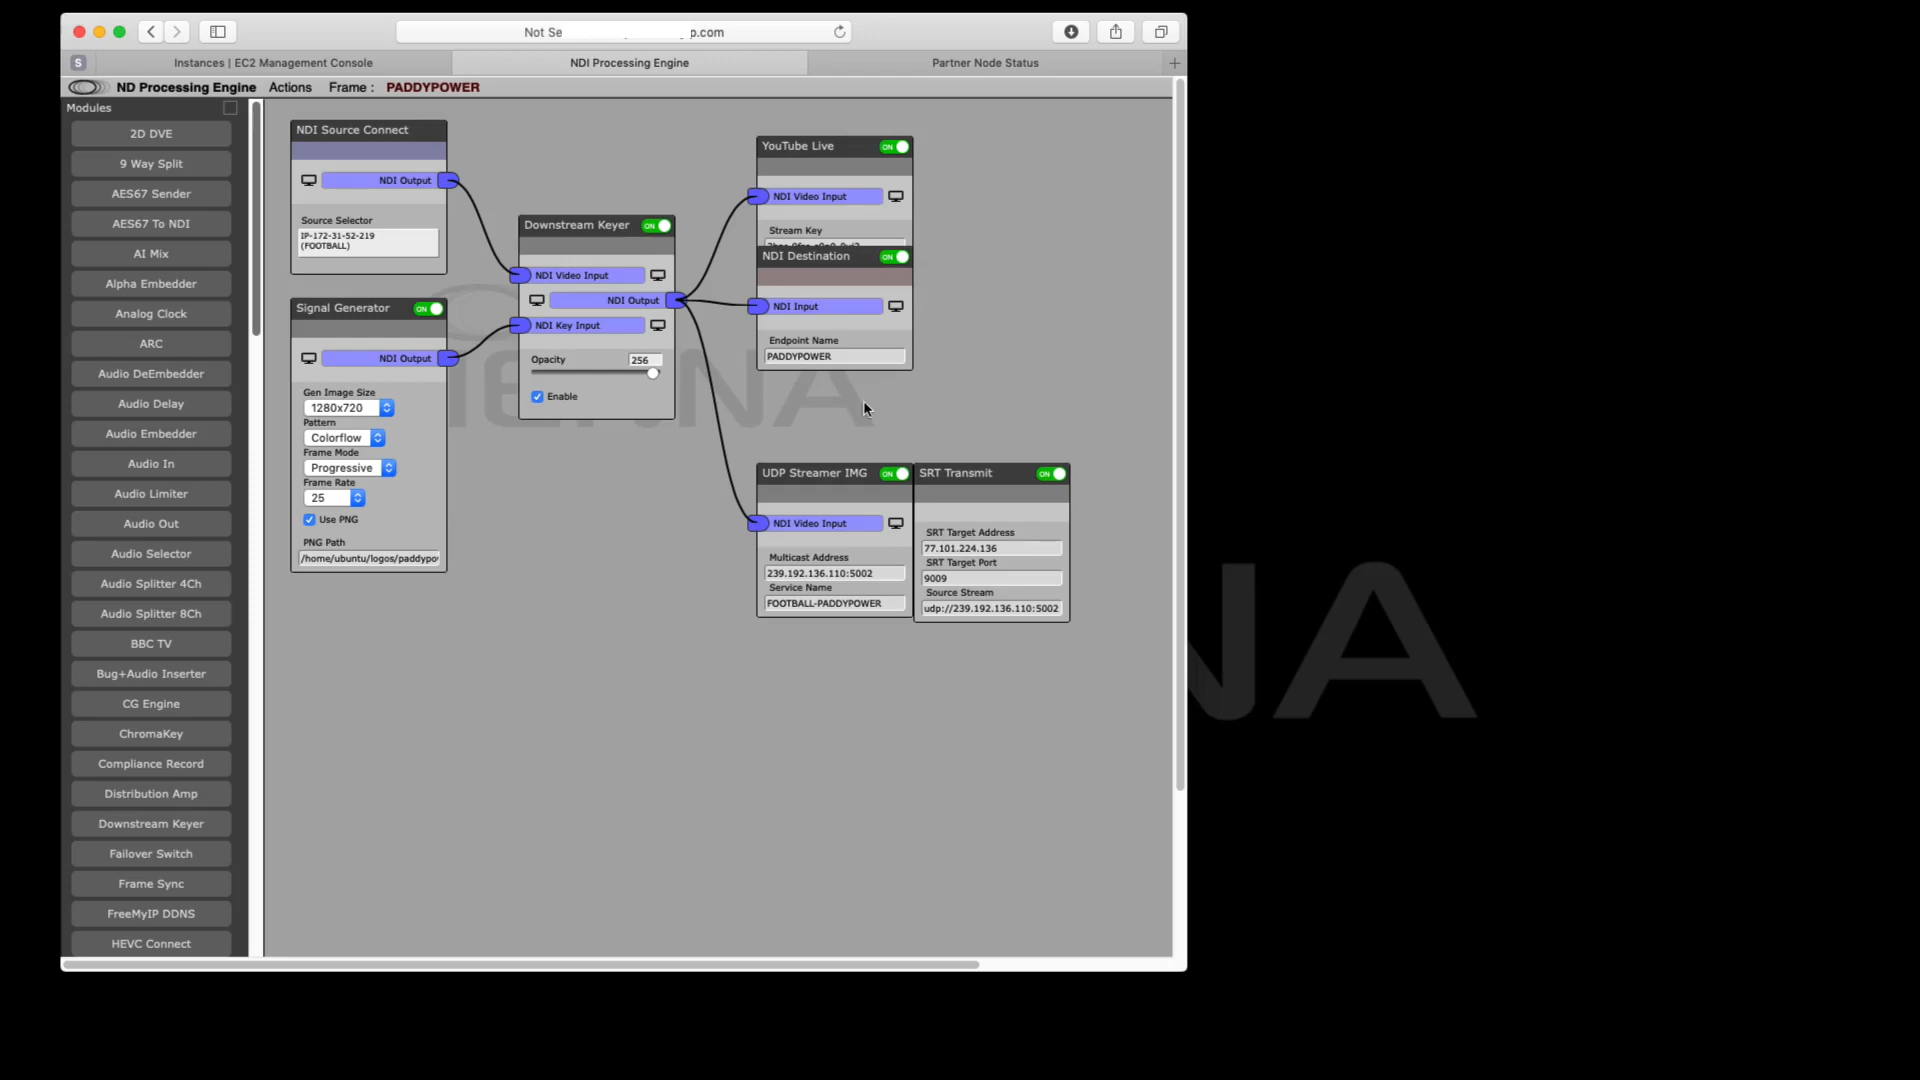 Not Se
p.com
S
Instances | EC2 Management Console
NDI Processing Engine
Partner Node Status
ND Processing Engine
Actions
Frame :
PADDYPOWER
Modules
2D DVE
9 Way Split
AES67 Sender
AES67 To NDI
AI Mix
Alpha Embedder
Analog Clock
ARC
Audio DeEmbedder
Audio Delay
Audio Embedder
Audio In
Audio Limiter
Audio Out
Audio Selector
Audio Splitter 4Ch
Audio Splitter 8Ch
BBC TV
Bug+Audio Inserter
CG Engine
ChromaKey
Compliance Record
Distribution Amp
Downstream Keyer
Failover Switch
Frame Sync
FreeMyIP DDNS
HEVC Connect
NDI Source Connect
NDI Output
Source Selector
IP-172-31-52-219
(FOOTBALL)
Signal Generator
ON
NDI Output
Gen Image Size
1280x720
Pattern
Colorflow
Frame Mode
Progressive
Frame Rate
25
Use PNG
PNG Path
/home/ubuntu/logos/paddypo
Downstream Keyer
ON
NDI Video Input
NDI Output
NDI Key Input
Opacity
256
Enable
YouTube Live
ON
NDI Video Input
Stream Key
NDI Destination
ON
NDI Input
Endpoint Name
PADDYPOWER
UDP Streamer IMG
ON
NDI Video Input
Multicast Address
239.192.136.110:5002
Service Name
FOOTBALL-PADDYPOWER
SRT Transmit
ON
SRT Target Address
77.101.224.136
SRT Target Port
9009
Source Stream
udp://239.192.136.110:5002
NA